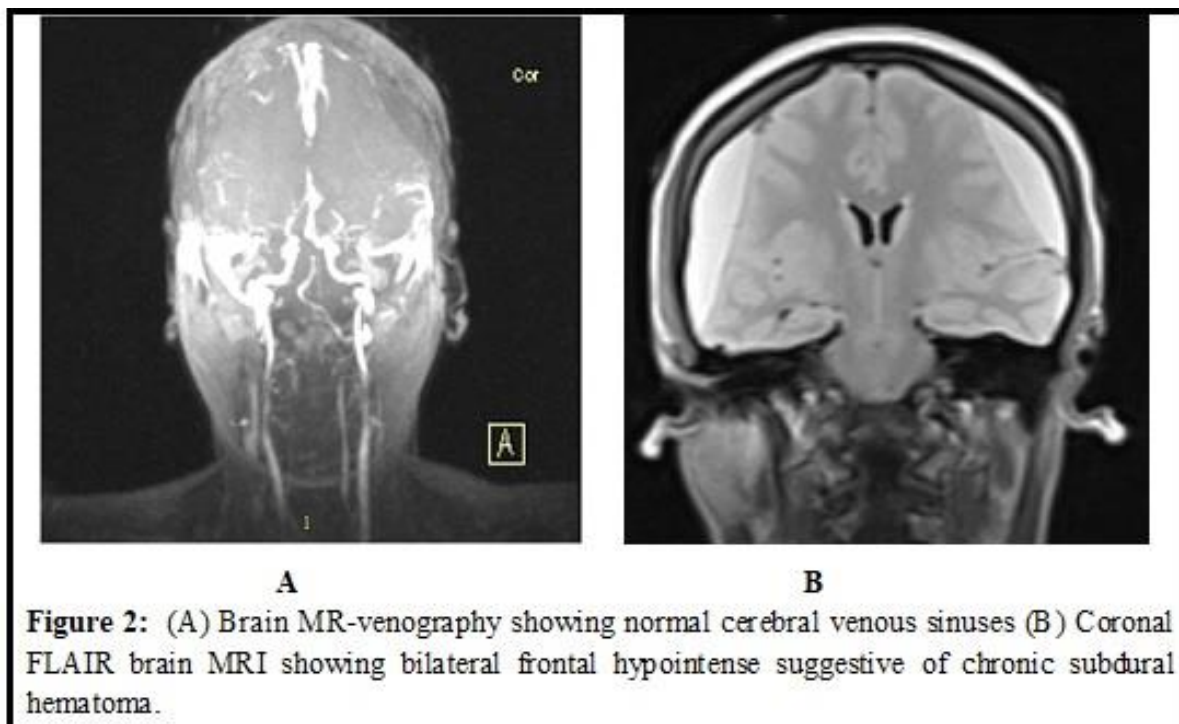 Cor
A
1
A B
Figure 2: (A) Brain MR-venography showing normal cerebral venous sinuses (B) Coronal
FLAIR brain MRI showing bilateral frontal hypointense suggestive of chronic subdural
hematoma.